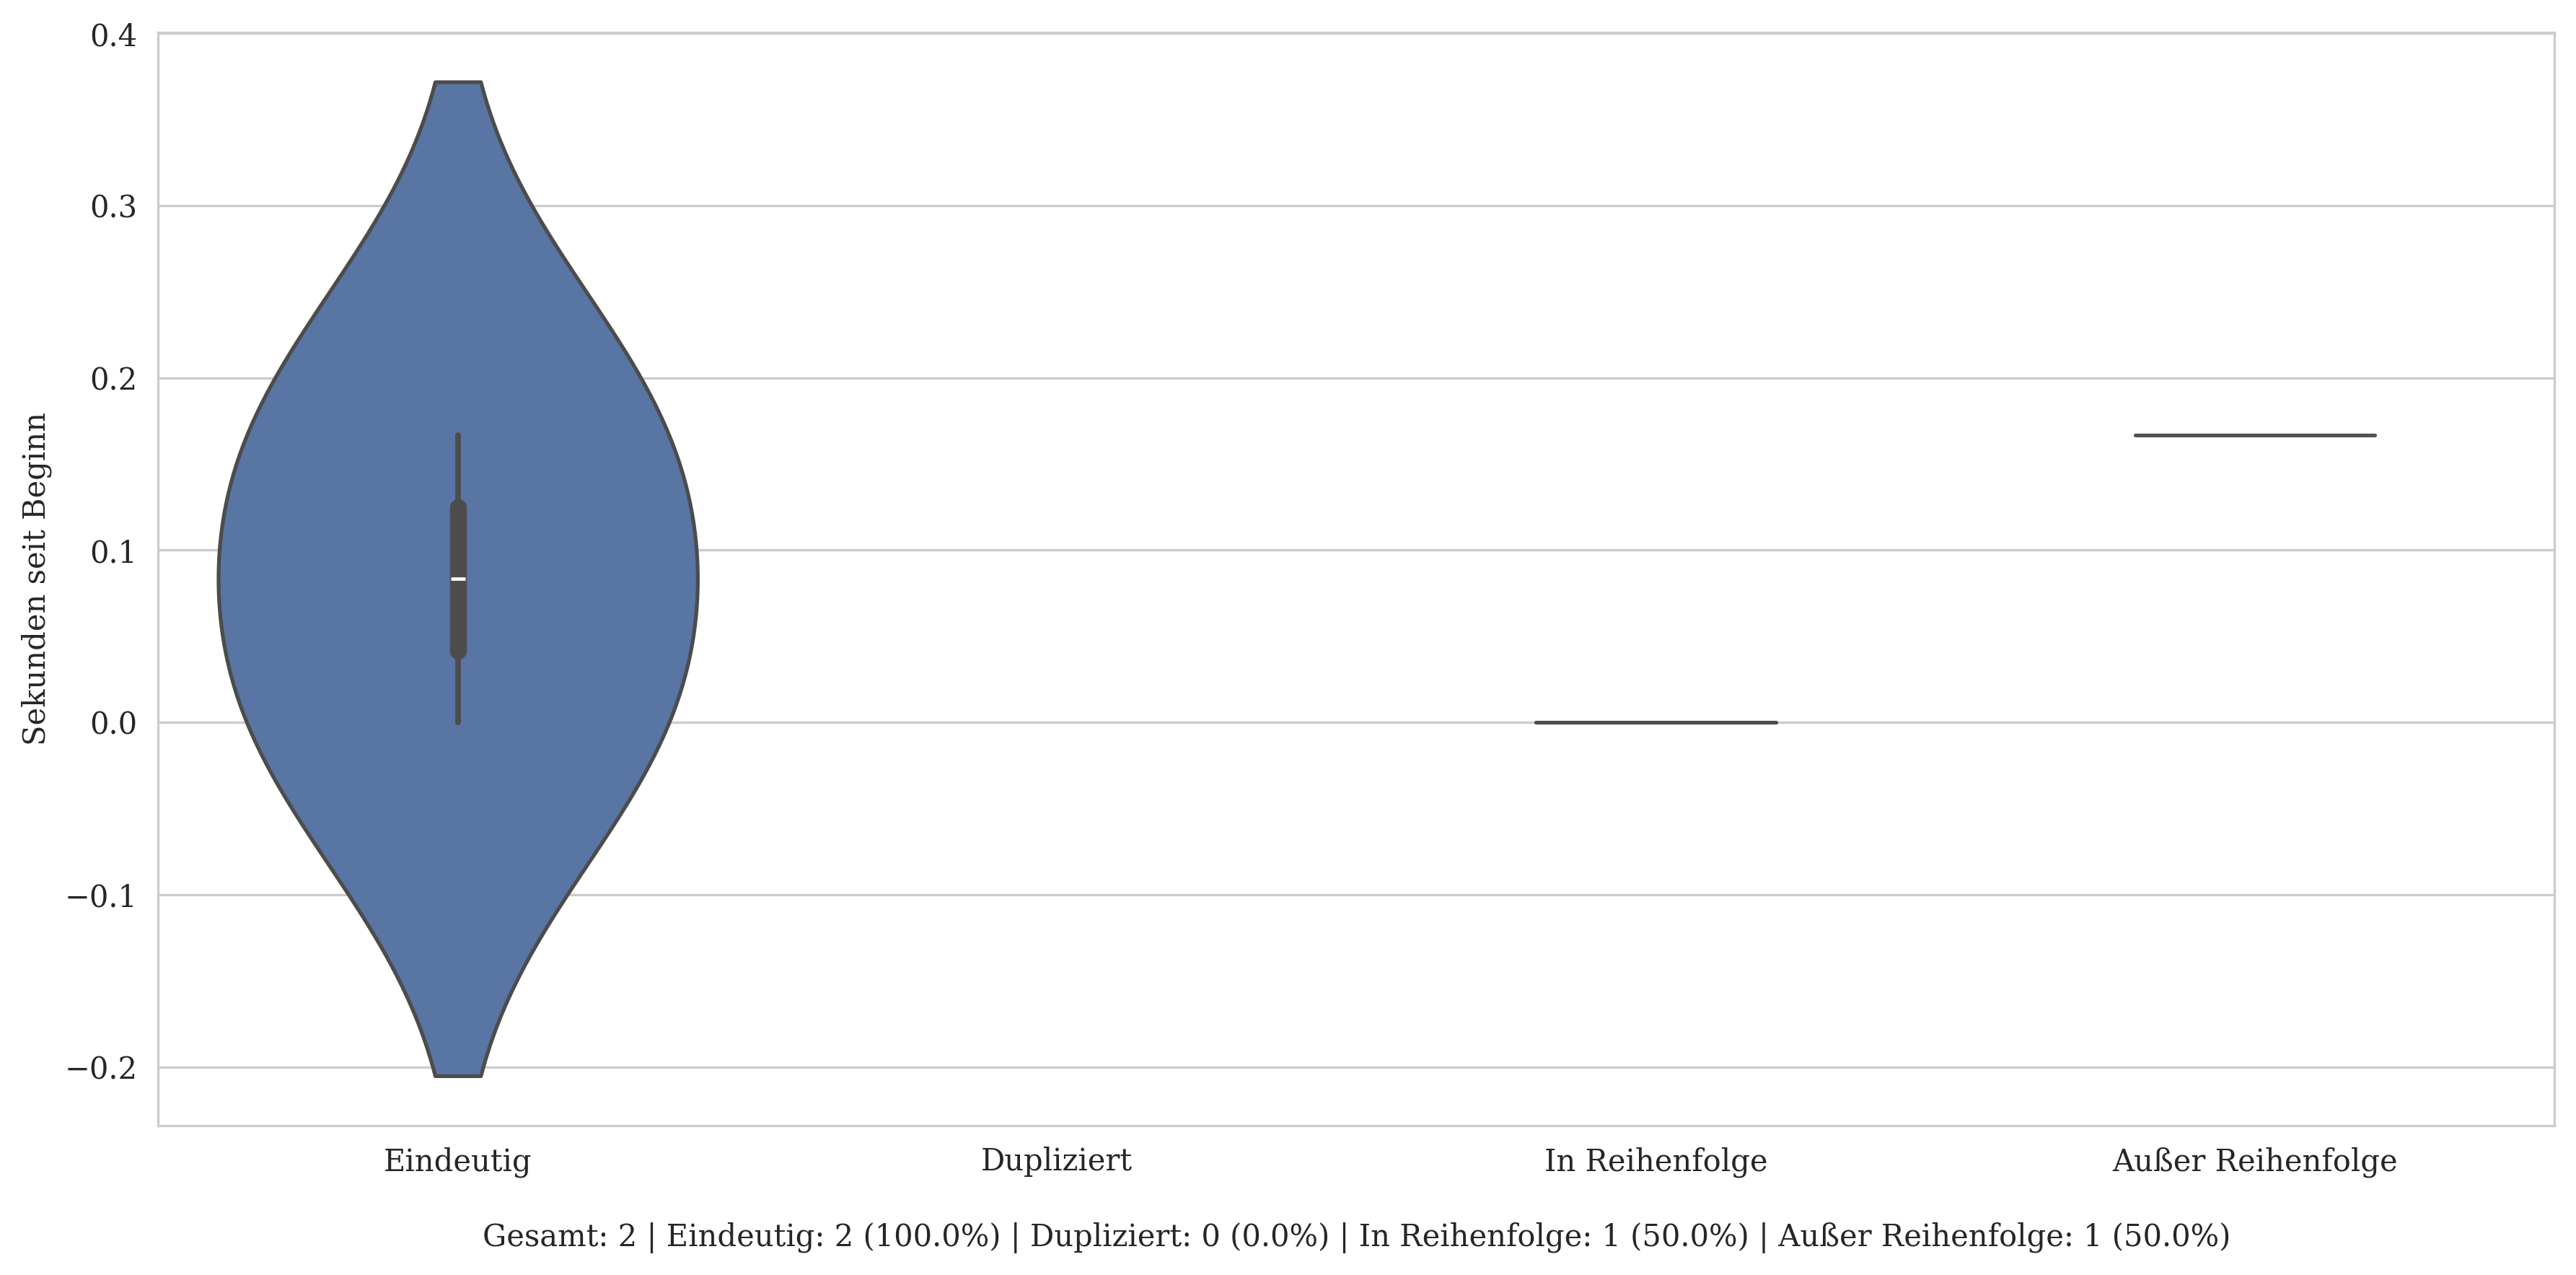 Sekunden seit Beginn
0.4
0.3
0.2
0.1
0.0
−0.1
−0.2
Eindeutig
Dupliziert
In Reihenfolge
Außer Reihenfolge
Gesamt: 2 | Eindeutig: 2 (100.0%) | Dupliziert: 0 (0.0%) | In Reihenfolge: 1 (50.0%) | Außer Reihenfolge: 1 (50.0%)